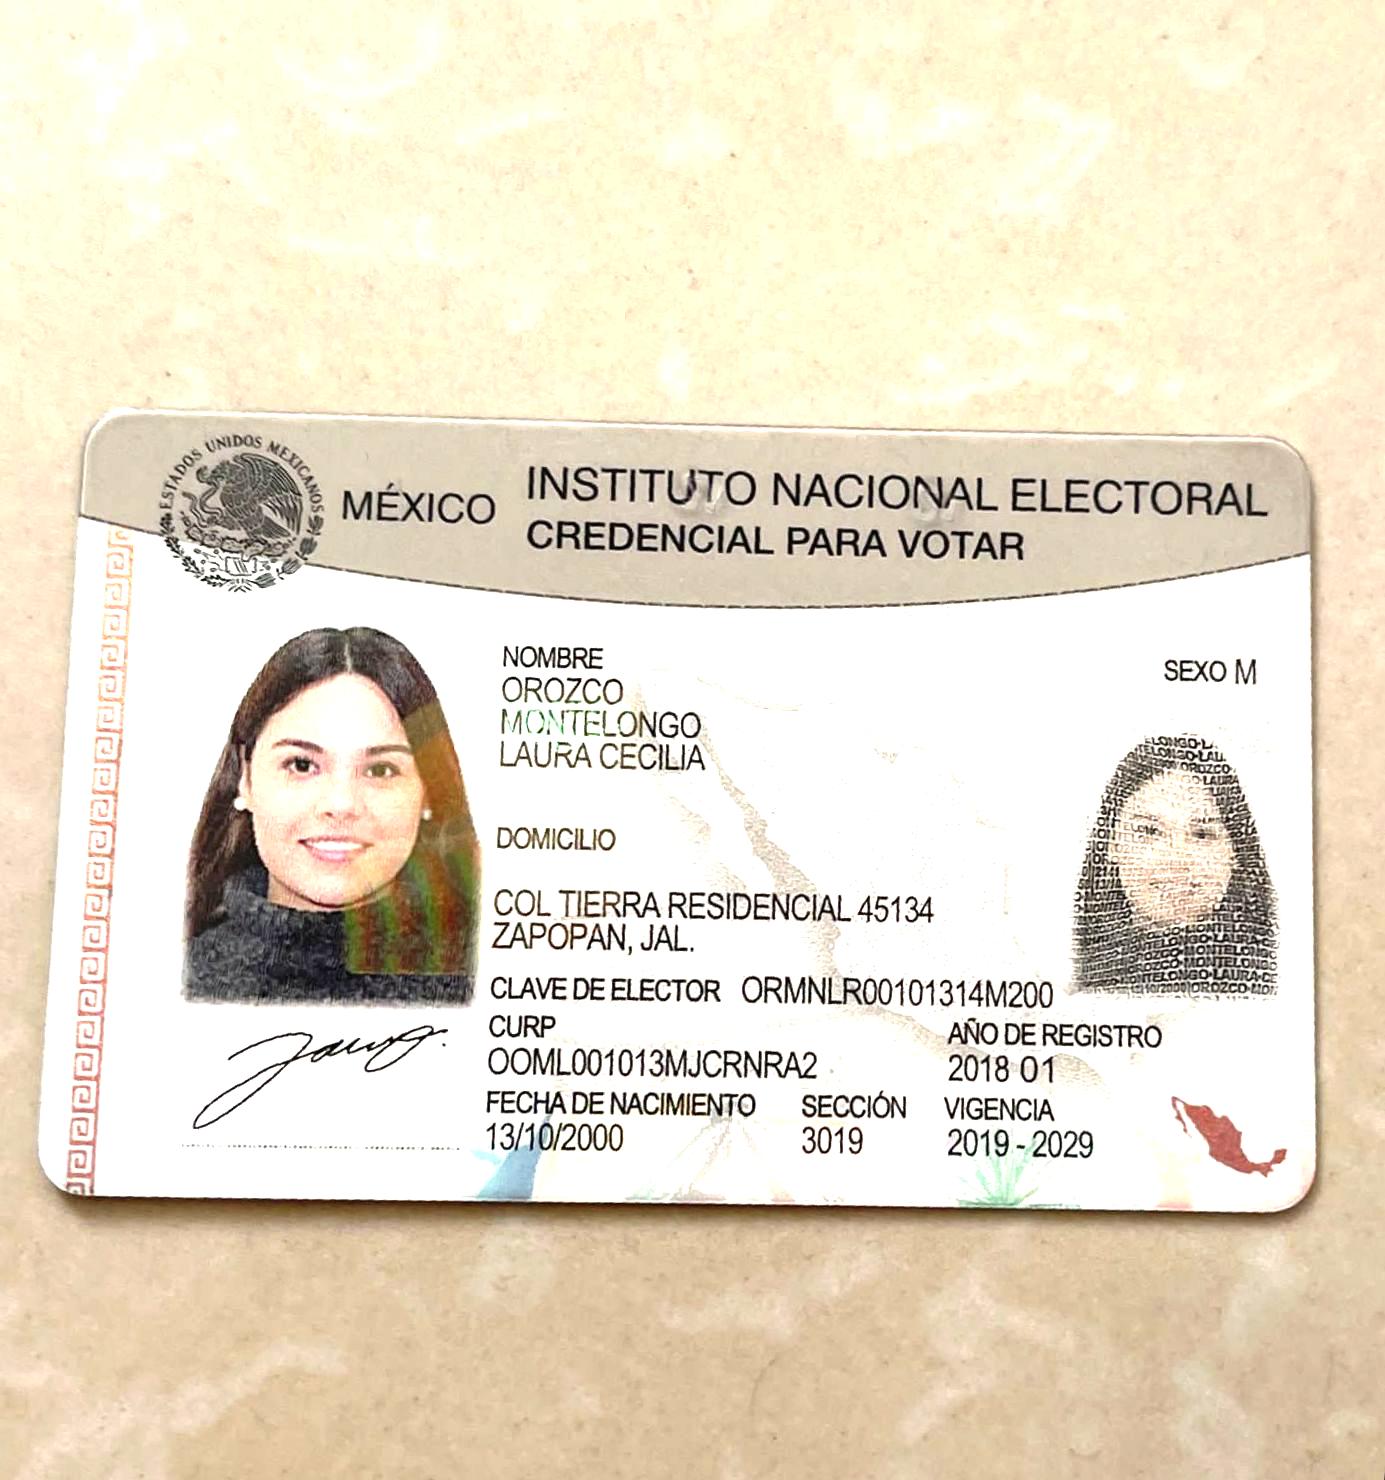 ESTADOS UNIDOS MEXICANOS
MÉXICO
INSTITUTO NACIONAL ELECTORAL
CREDENCIAL PARA VOTAR
NOMBRE
OROZCO
MONTELONGO
LAURA CECILIA
SEXO M
DOMICILIO
COL TIERRA RESIDENCIAL 45134
ZAPOPAN, JAL.
CLAVE DE ELECTOR ORMNLR00101314M200
CURP
OOML001013MJCRNRA2
AÑO DE REGISTRO
2018 01
FECHA DE NACIMIENTO
13/10/2000
SECCIÓN
3019
VIGENCIA
2019 - 2029